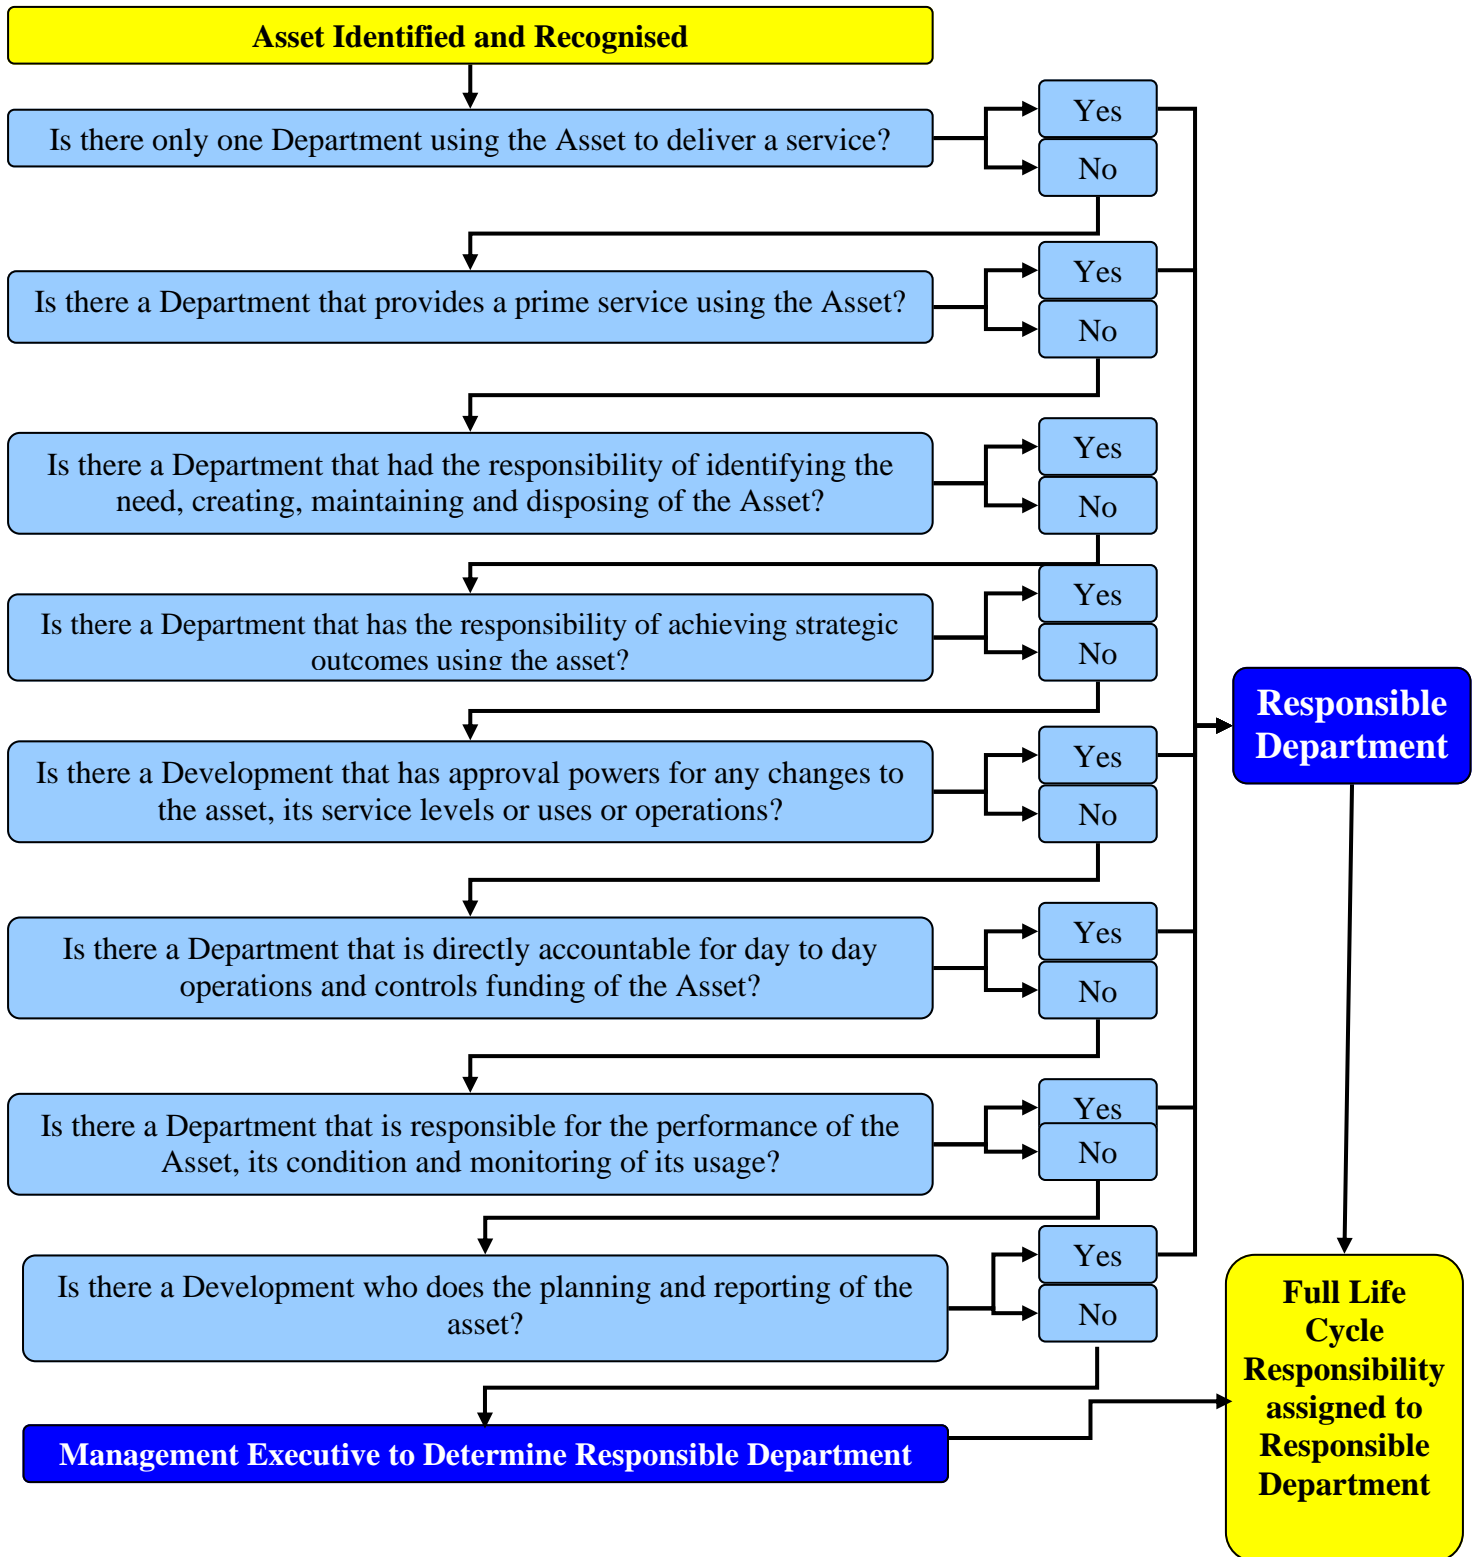 Asset Identified and Recognised
Is there only one Department using the Asset to deliver a service?
Yes
No
Is there a Department that provides a prime service using the Asset?
Yes
No
Is there a Department that had the responsibility of identifying the
need, creating, maintaining and disposing of the Asset?
Yes
No
Is there a Department that has the responsibility of achieving strategic
outcomes using the asset?
Yes
No
Responsible
Department
Is there a Development that has approval powers for any changes to
the asset, its service levels or uses or operations?
Yes
No
Is there a Department that is directly accountable for day to day
operations and controls funding of the Asset?
Yes
No
Is there a Department that is responsible for the performance of the
Asset, its condition and monitoring of its usage?
Yes
No
Is there a Development who does the planning and reporting of the
asset?
Yes
No
Management Executive to Determine Responsible Department
Full Life
Cycle
Responsibility
assigned to
Responsible
Department